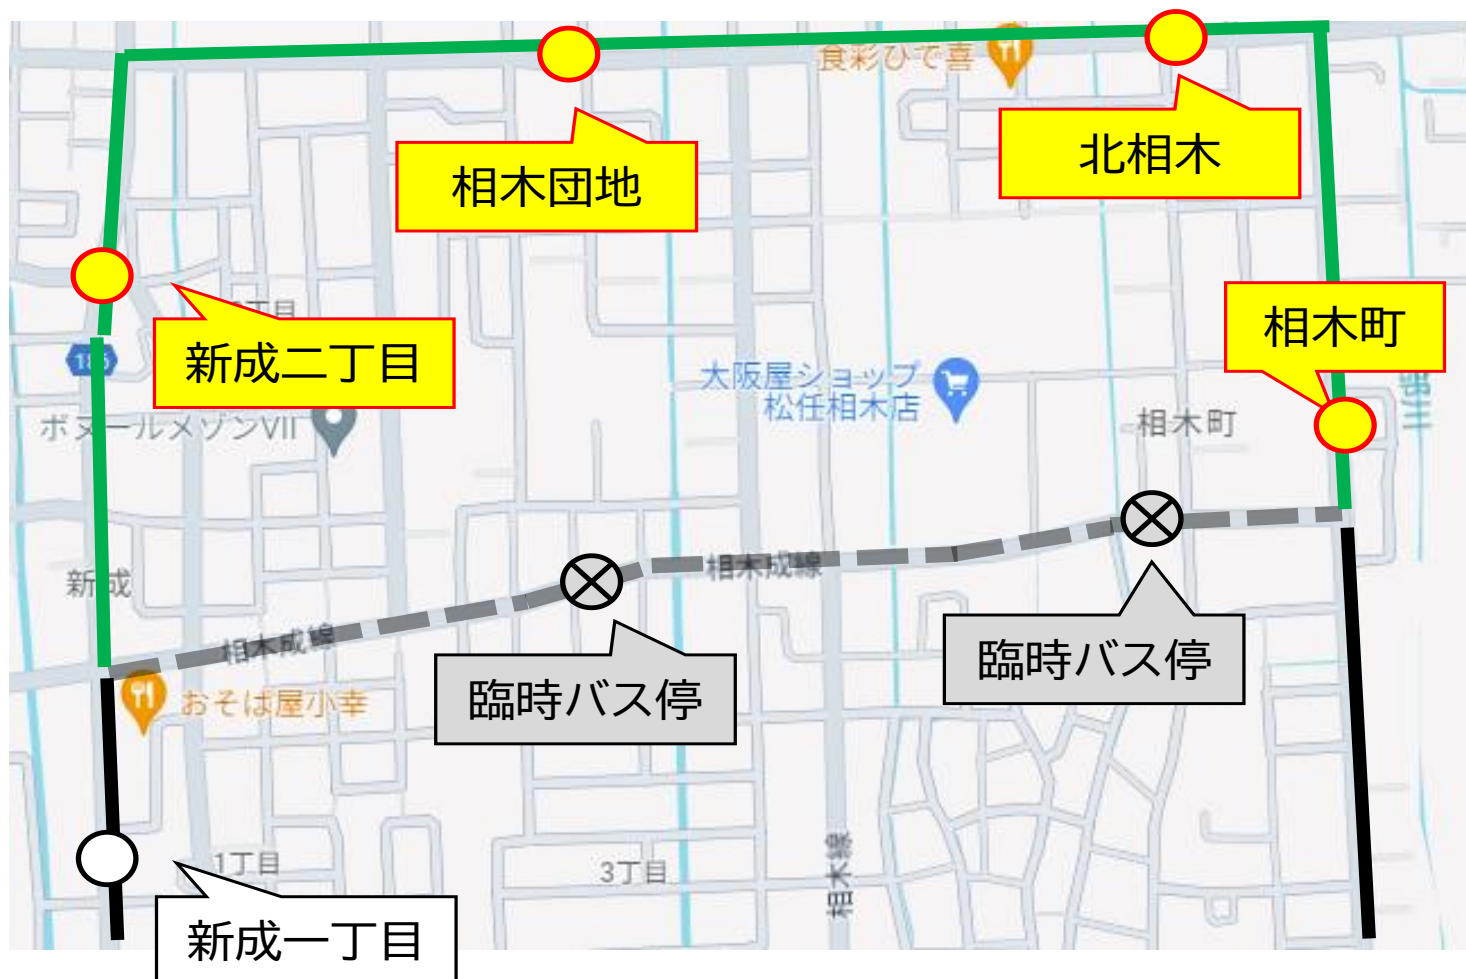 食彩ひで喜
相木団地
北相木
相木町
新成二丁目
大阪屋ショップ
松任相木店
ボヌールメゾンVII
相木町
新成
相木成線
相木成線
臨時バス停
臨時バス停
おそば屋小幸
1丁目
3丁目
相木線
新成一丁目